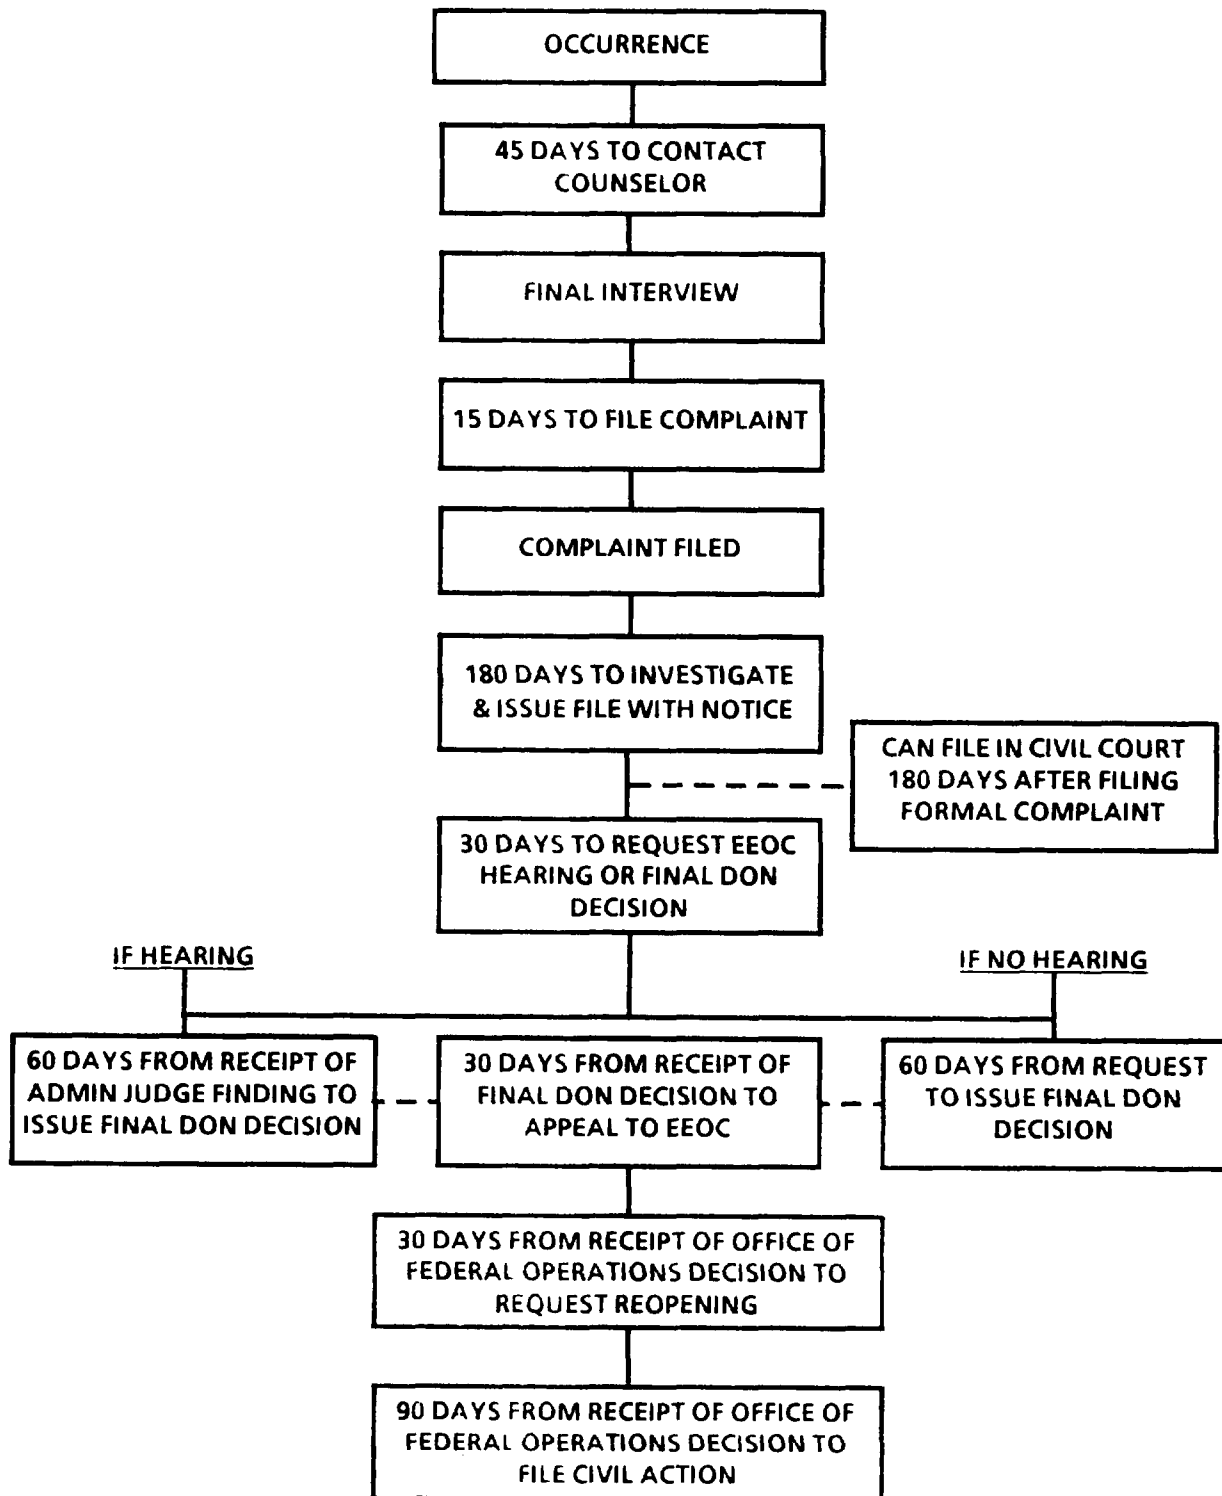 OCCURRENCE
45 DAYS TO CONTACT
COUNSELOR
FINAL INTERVIEW
15 DAYS TO FILE COMPLAINT
COMPLAINT FILED
180 DAYS TO INVESTIGATE
& ISSUE FILE WITH NOTICE
CAN FILE IN CIVIL COURT
180 DAYS AFTER FILING
FORMAL COMPLAINT
30 DAYS TO REQUEST EEOC
HEARING OR FINAL DON
DECISION
IF HEARING
IF NO HEARING
60 DAYS FROM RECEIPT OF
ADMIN JUDGE FINDING TO
ISSUE FINAL DON DECISION
30 DAYS FROM RECEIPT OF
FINAL DON DECISION TO
APPEAL TO EEOC
60 DAYS FROM REQUEST
TO ISSUE FINAL DON
DECISION
30 DAYS FROM RECEIPT OF OFFICE OF
FEDERAL OPERATIONS DECISION TO
REQUEST REOPENING
90 DAYS FROM RECEIPT OF OFFICE OF
FEDERAL OPERATIONS DECISION TO
FILE CIVIL ACTION